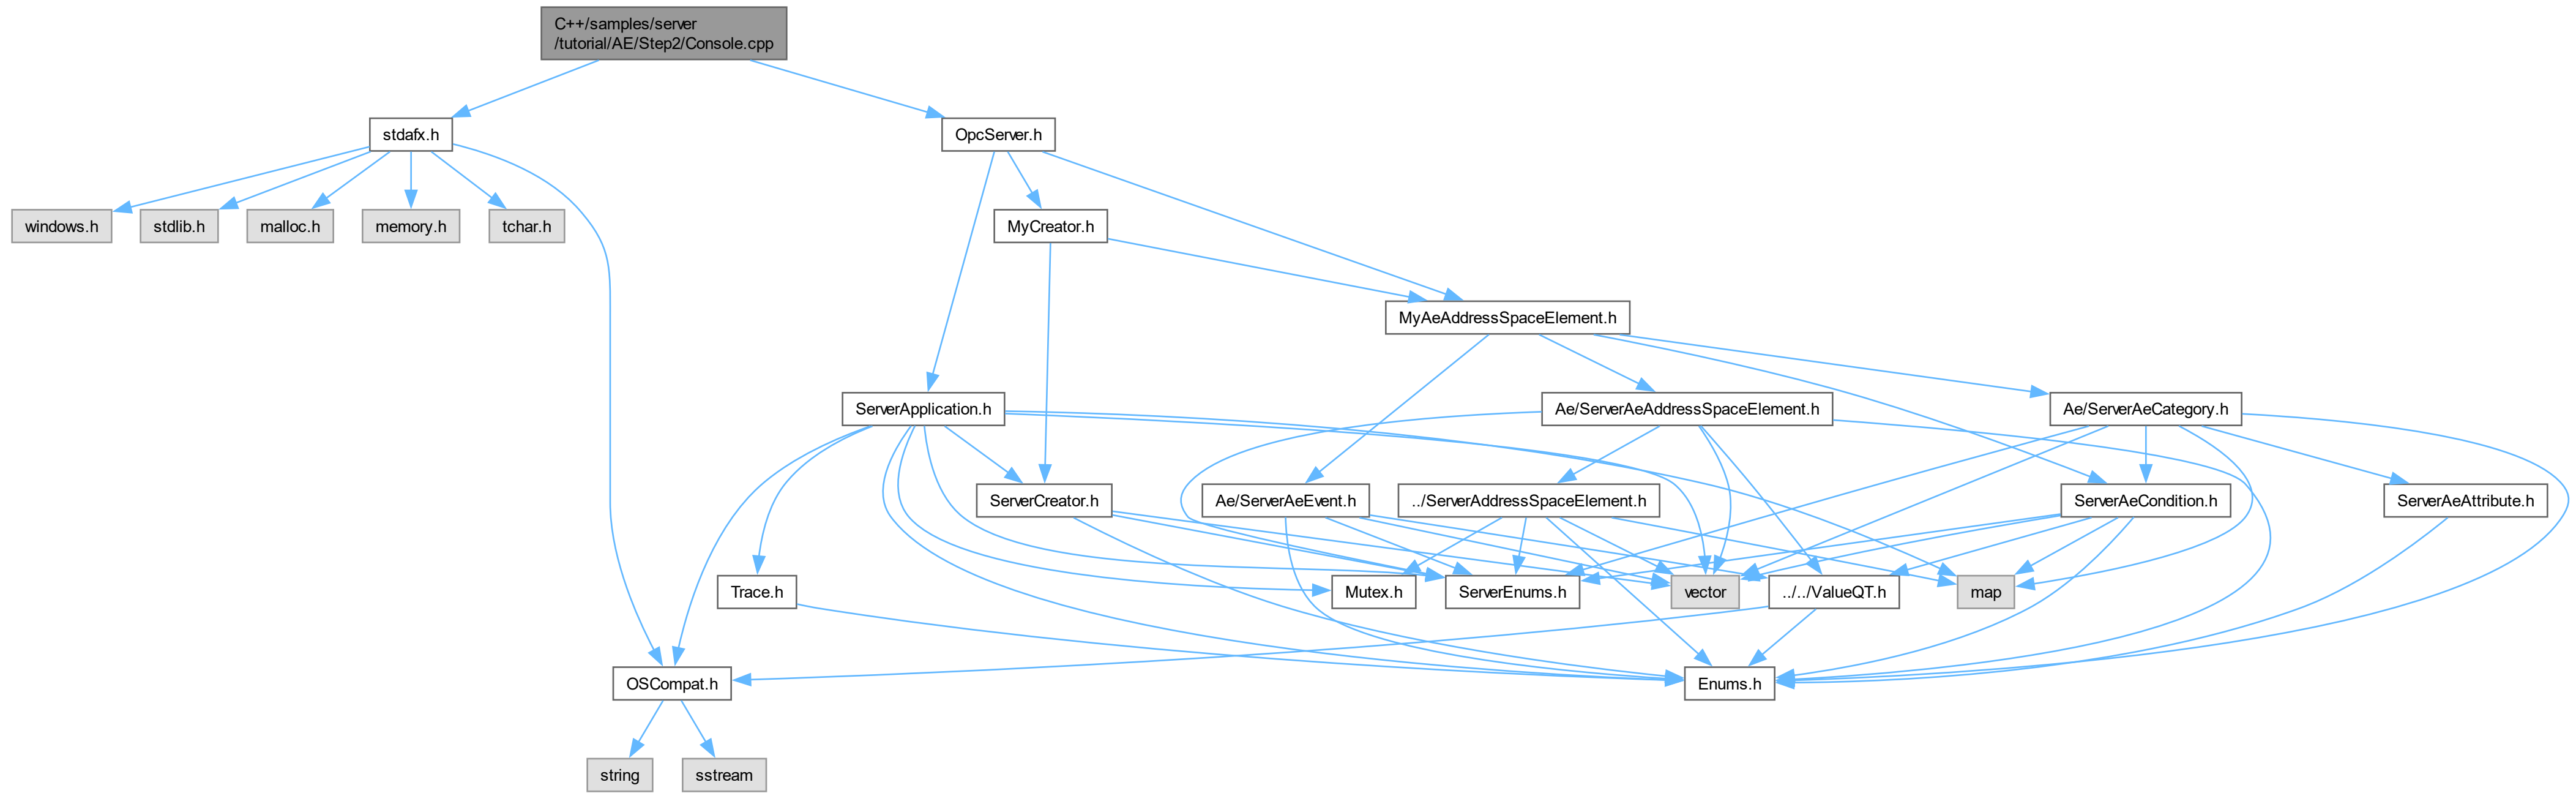 C++/samples/server
/tutorial/AE/Step2/Console.cpp
stdafx.h
OpcServer.h
windows.h
stdlib.h
malloc.h
memory.h
tchar.h
MyCreator.h
MyAeAddressSpaceElement.h
ServerApplication.h
Ae/ServerAeAddressSpaceElement.h
Ae/ServerAeCategory.h
ServerCreator.h
Ae/ServerAeEvent.h
../ServerAddressSpaceElement.h
ServerAeCondition.h
ServerAeAttribute.h
Trace.h
Mutex.h
ServerEnums.h
vector
../../ValueQT.h
map
OSCompat.h
Enums.h
string
sstream